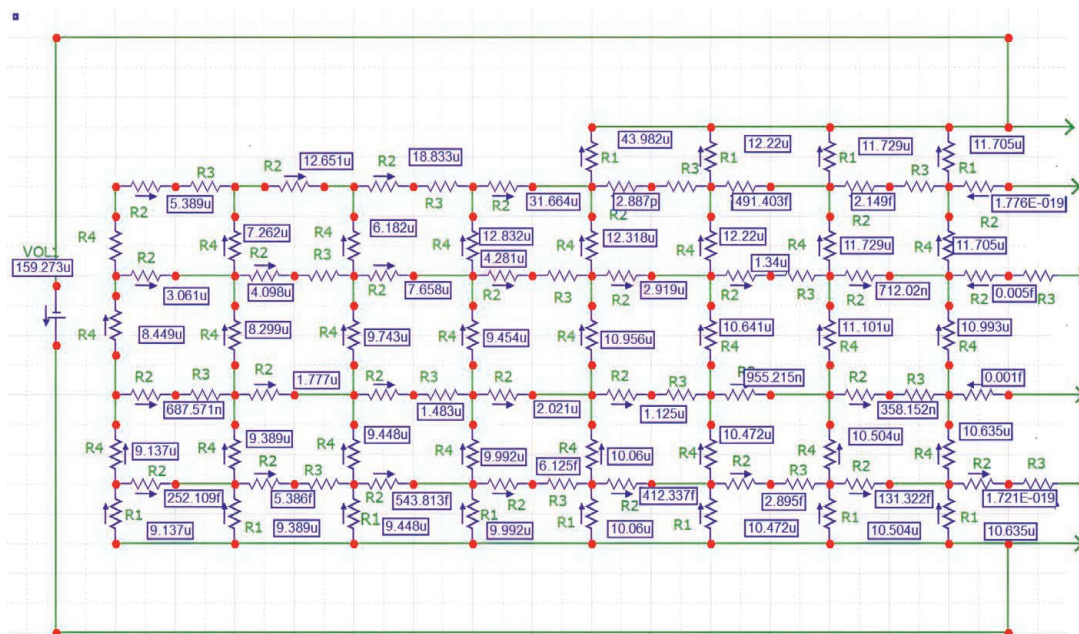 43.982u 12.22u 11.729u 11.705u
R1 R1 R1 R1
R2 12.651u R2 18.833u
R3 R3 R3 R3
5.389u 31.664u 2.887p 491.403f 2.149f 1.776E-019
R2 R2 R2 R2 R2
R4 7.262u 6.182u 12.832u 12.318u 12.22u 11.729u 11.705u
R4 R4 R4 R4 R4 R4 R4
VOL1 R2 R2 R3 4.281u 1.34u
159.273u
3.061u 4.098u R2 7.658u R2 R3 R2 2.919u R2 R3 R2 712.02n R2 0.005f R3
R4 8.449u R4 8.299u R4 9.743u R4 9.454u R4 10.956u 10.641u R4 11.101u R4 10.993u R4
R2 R3 R2 1.777u R2 R3 R2 R2 R3 955.215n R2 R3 0.001f
687.571n 1.483u 2.021u 1.125u 358.152n R2
R4 9.137u R4 9.389u R4 9.448u R4 9.992u R4 10.06u R4 10.472u R4 10.504u R4 10.635u
R2 R2 R3 6.125f R2 R3 R2 R3
252.109f 5.386f R2 543.813f R2 R3 R2 412.337f 2.895f R2 131.322f 1.721E-019
R1 R1 R1 R1 R1 R1 R1 R1
9.137u 9.389u 9.448u 9.992u 10.06u 10.472u 10.504u 10.635u